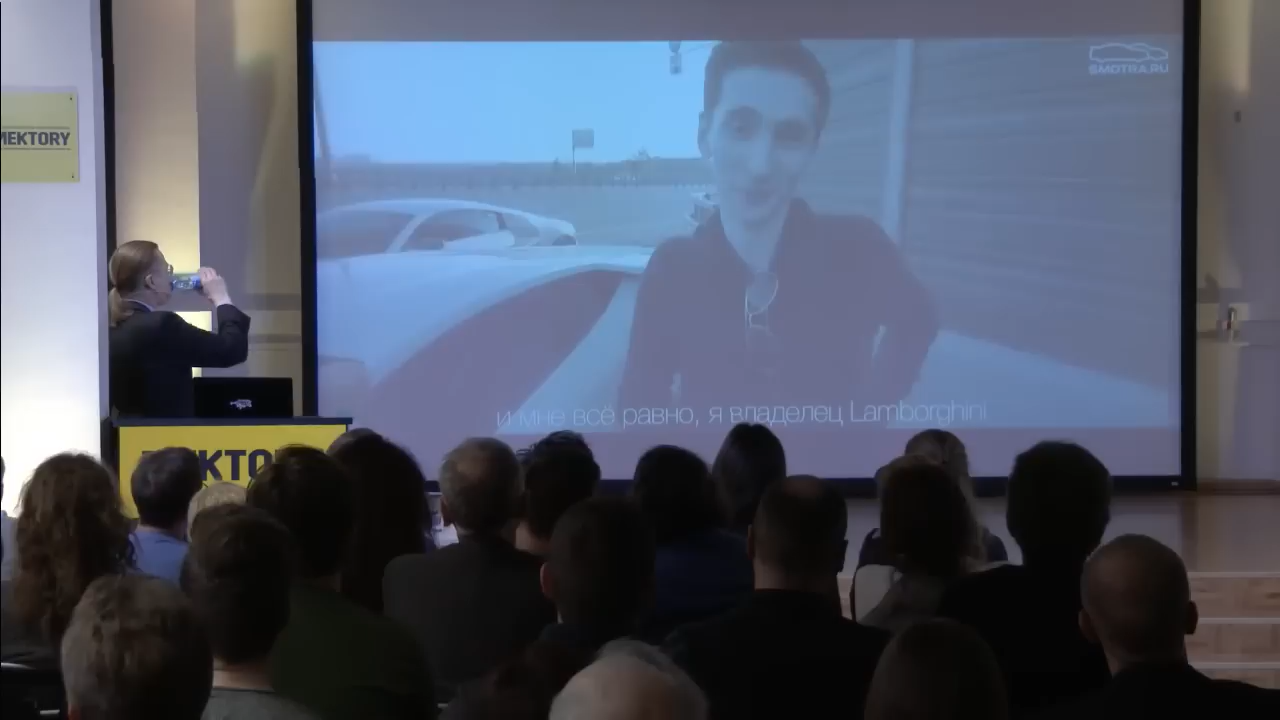 MEKTORY
SMOTRA.RU
и мне всё равно, я владелец Lamborghini